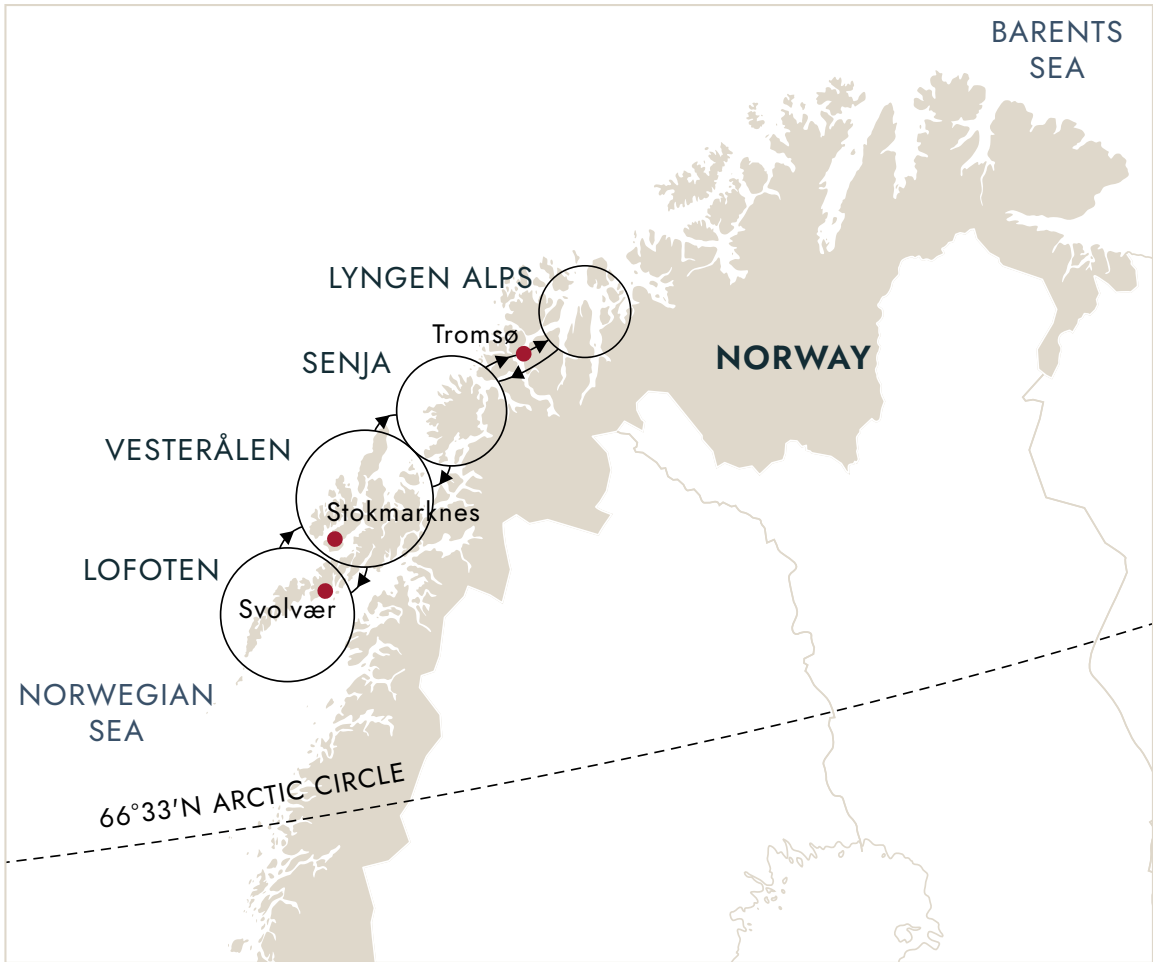 BARENTS
SEA
LYNGEN ALPS
Tromsø
SENJA
NORWAY
VESTERÅLEN
Stokmarknes
LOFOTEN
Svolvær
NORWEGIAN
SEA
66°33'N ARCTIC CIRCLE